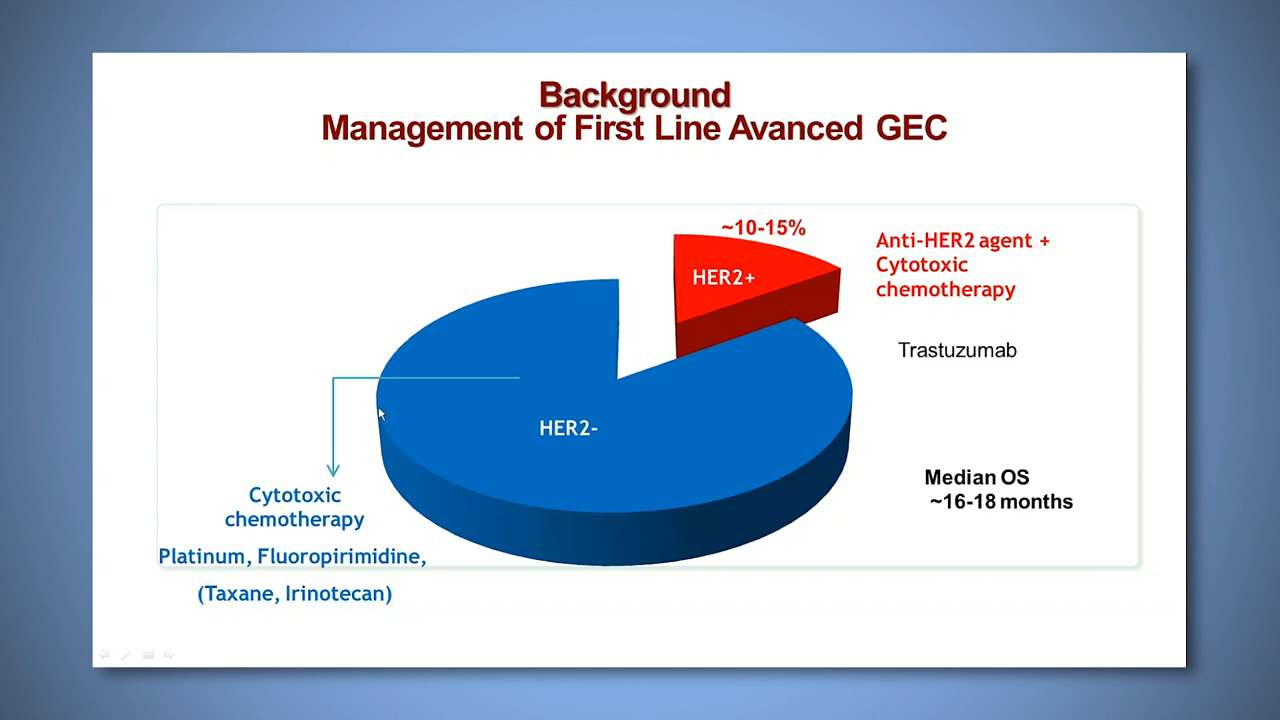 Background
Management of First Line Avanced GEC
~10-15%
HER2+
Anti-HER2 agent +
Cytotoxic
chemotherapy
Trastuzumab
HER2-
Median OS
~16-18 months
Cytotoxic
chemotherapy
Platinum, Fluoropirimidine,
(Taxane, Irinotecan)